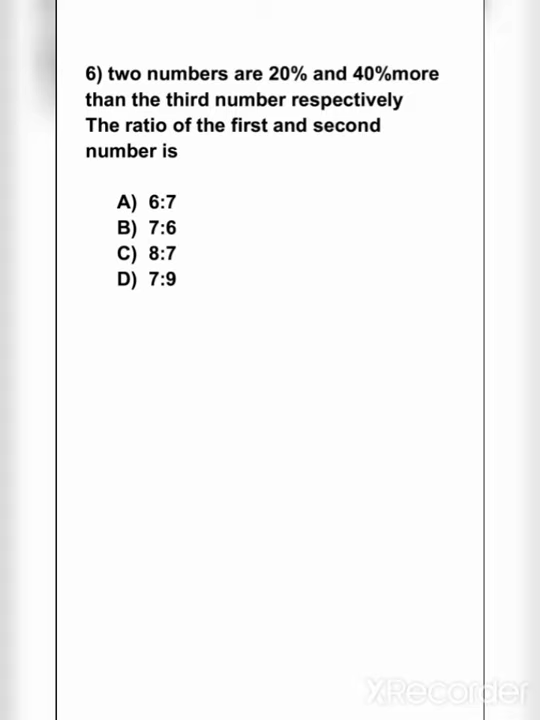 6) two numbers are 20% and 40%more
than the third number respectively
The ratio of the first and second
number is
A) 6:7
B) 7:6
C) 8:7
D) 7:9
XRecorder